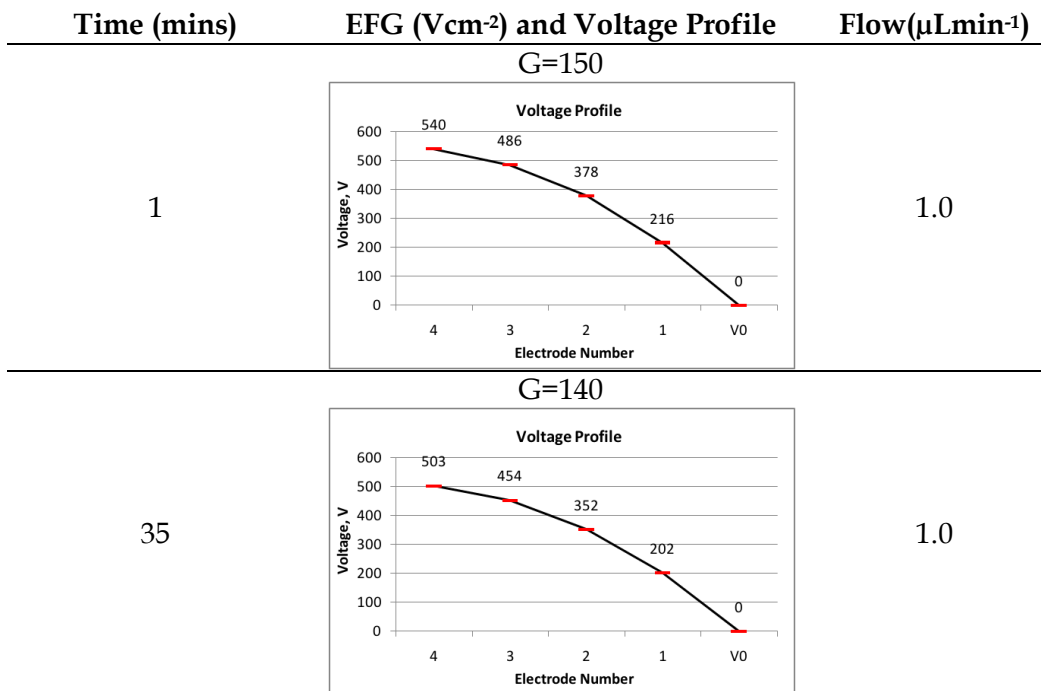 Time (mins) EFG (Vcm-2) and Voltage Profile Flow(µLmin-1)
G=150
Voltage Profile
600
500
400
300
200
100
0
540
486
378
216
0
Voltage, V
4 3 2 1 V0
Electrode Number
1
1.0
G=140
Voltage Profile
600
500
400
300
200
100
0
503
454
352
202
0
Voltage, V
4 3 2 1 V0
Electrode Number
35
1.0